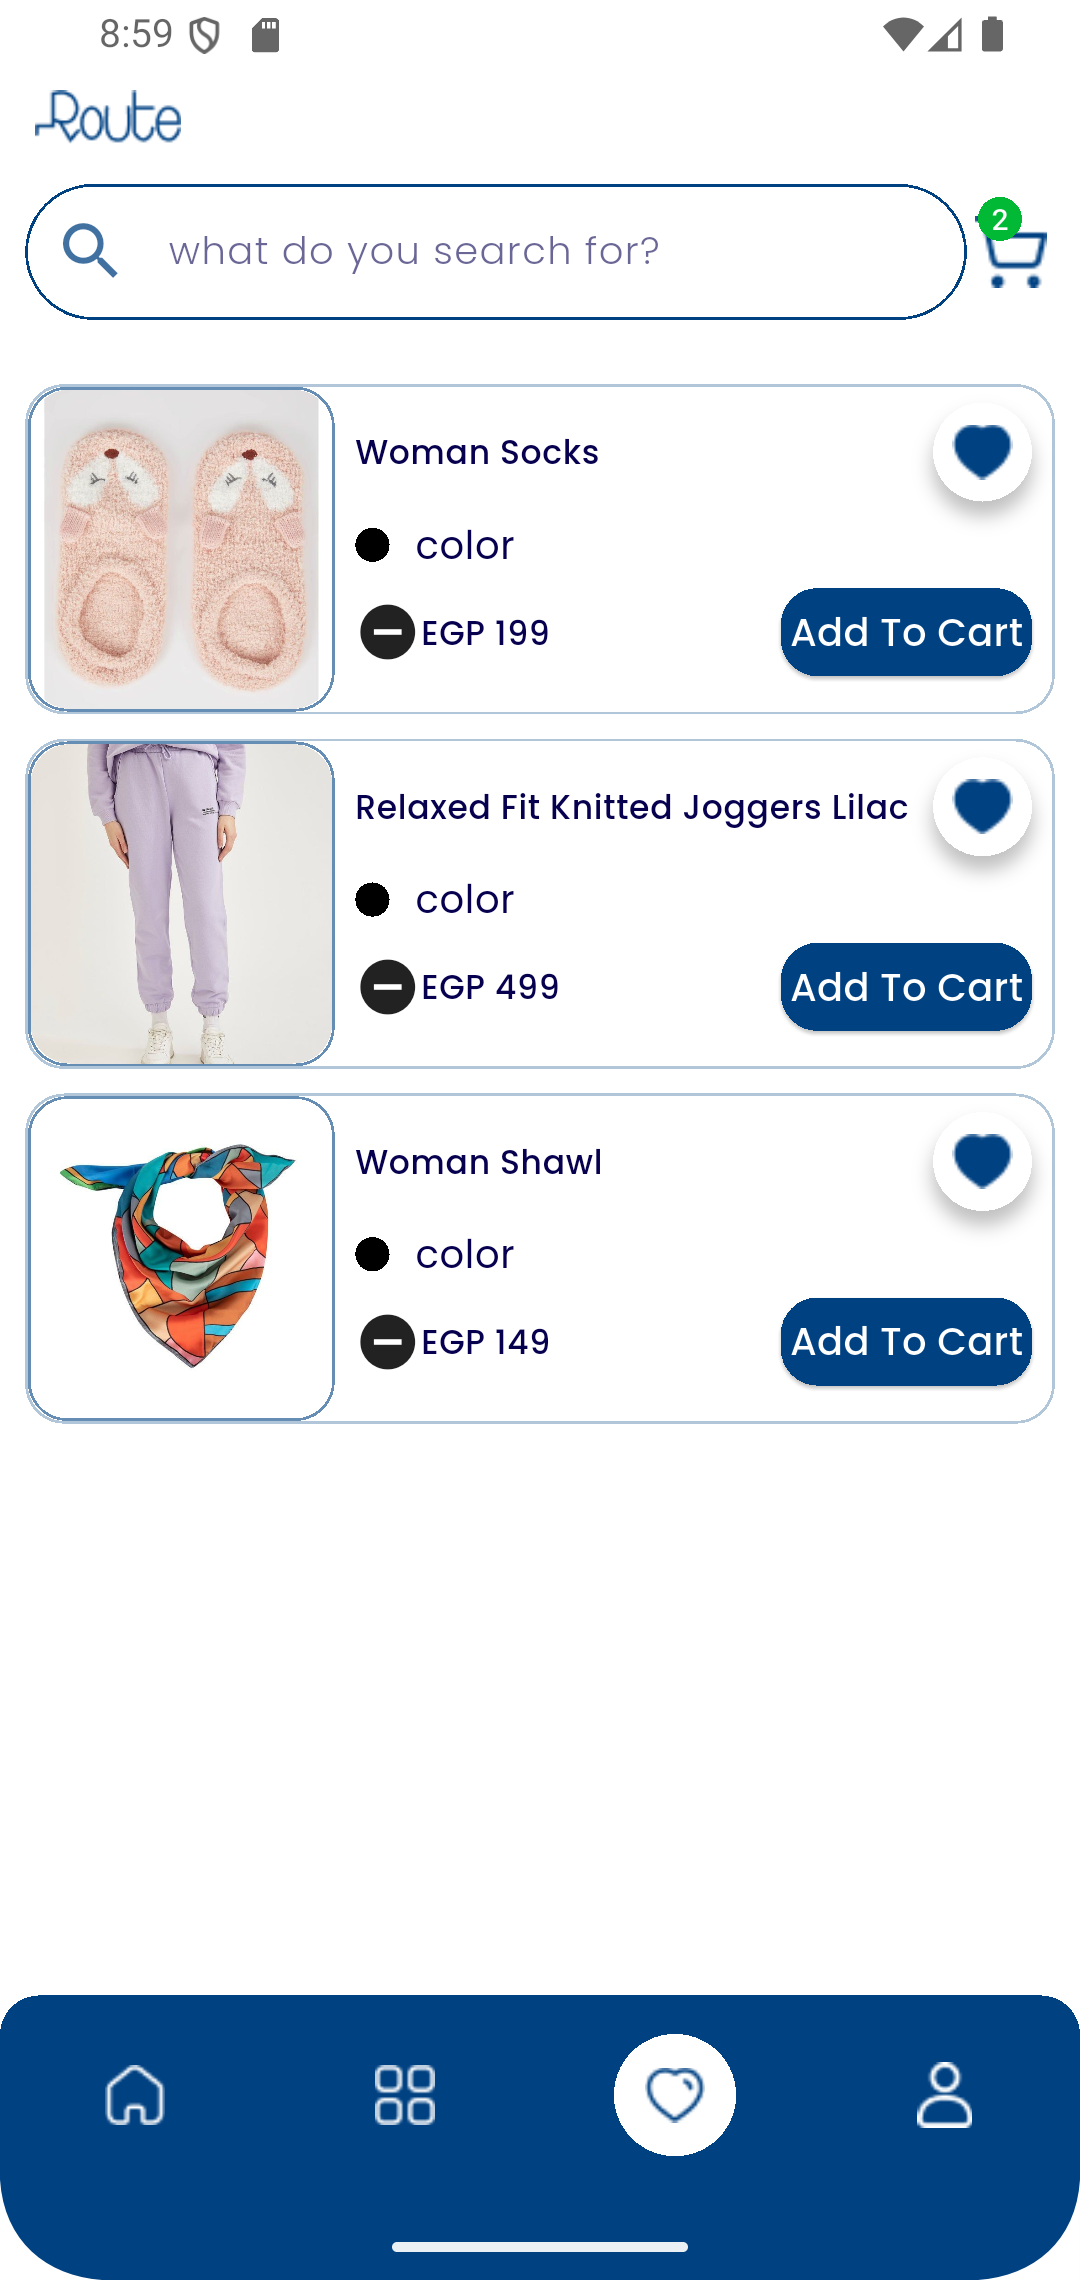 8:59
Route
what do you search for?
2
Woman Socks
color
EGP 199
Add To Cart
Relaxed Fit Knitted Joggers Lilac
color
EGP 499
Add To Cart
Woman Shawl
color
EGP 149
Add To Cart